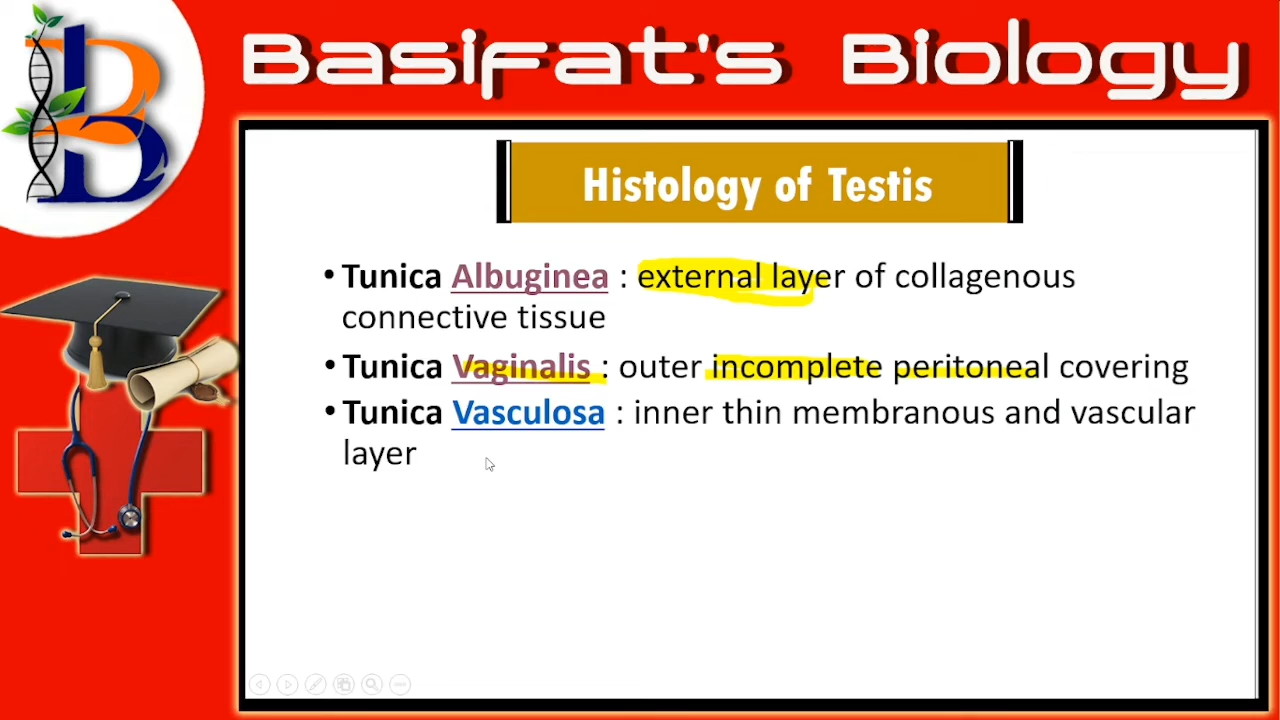 Basifat's Biology
Histology of Testis
• Tunica Albuginea : external layer of collagenous
connective tissue
• Tunica Vaginalis : outer incomplete peritoneal covering
• Tunica Vasculosa : inner thin membranous and vascular
layer